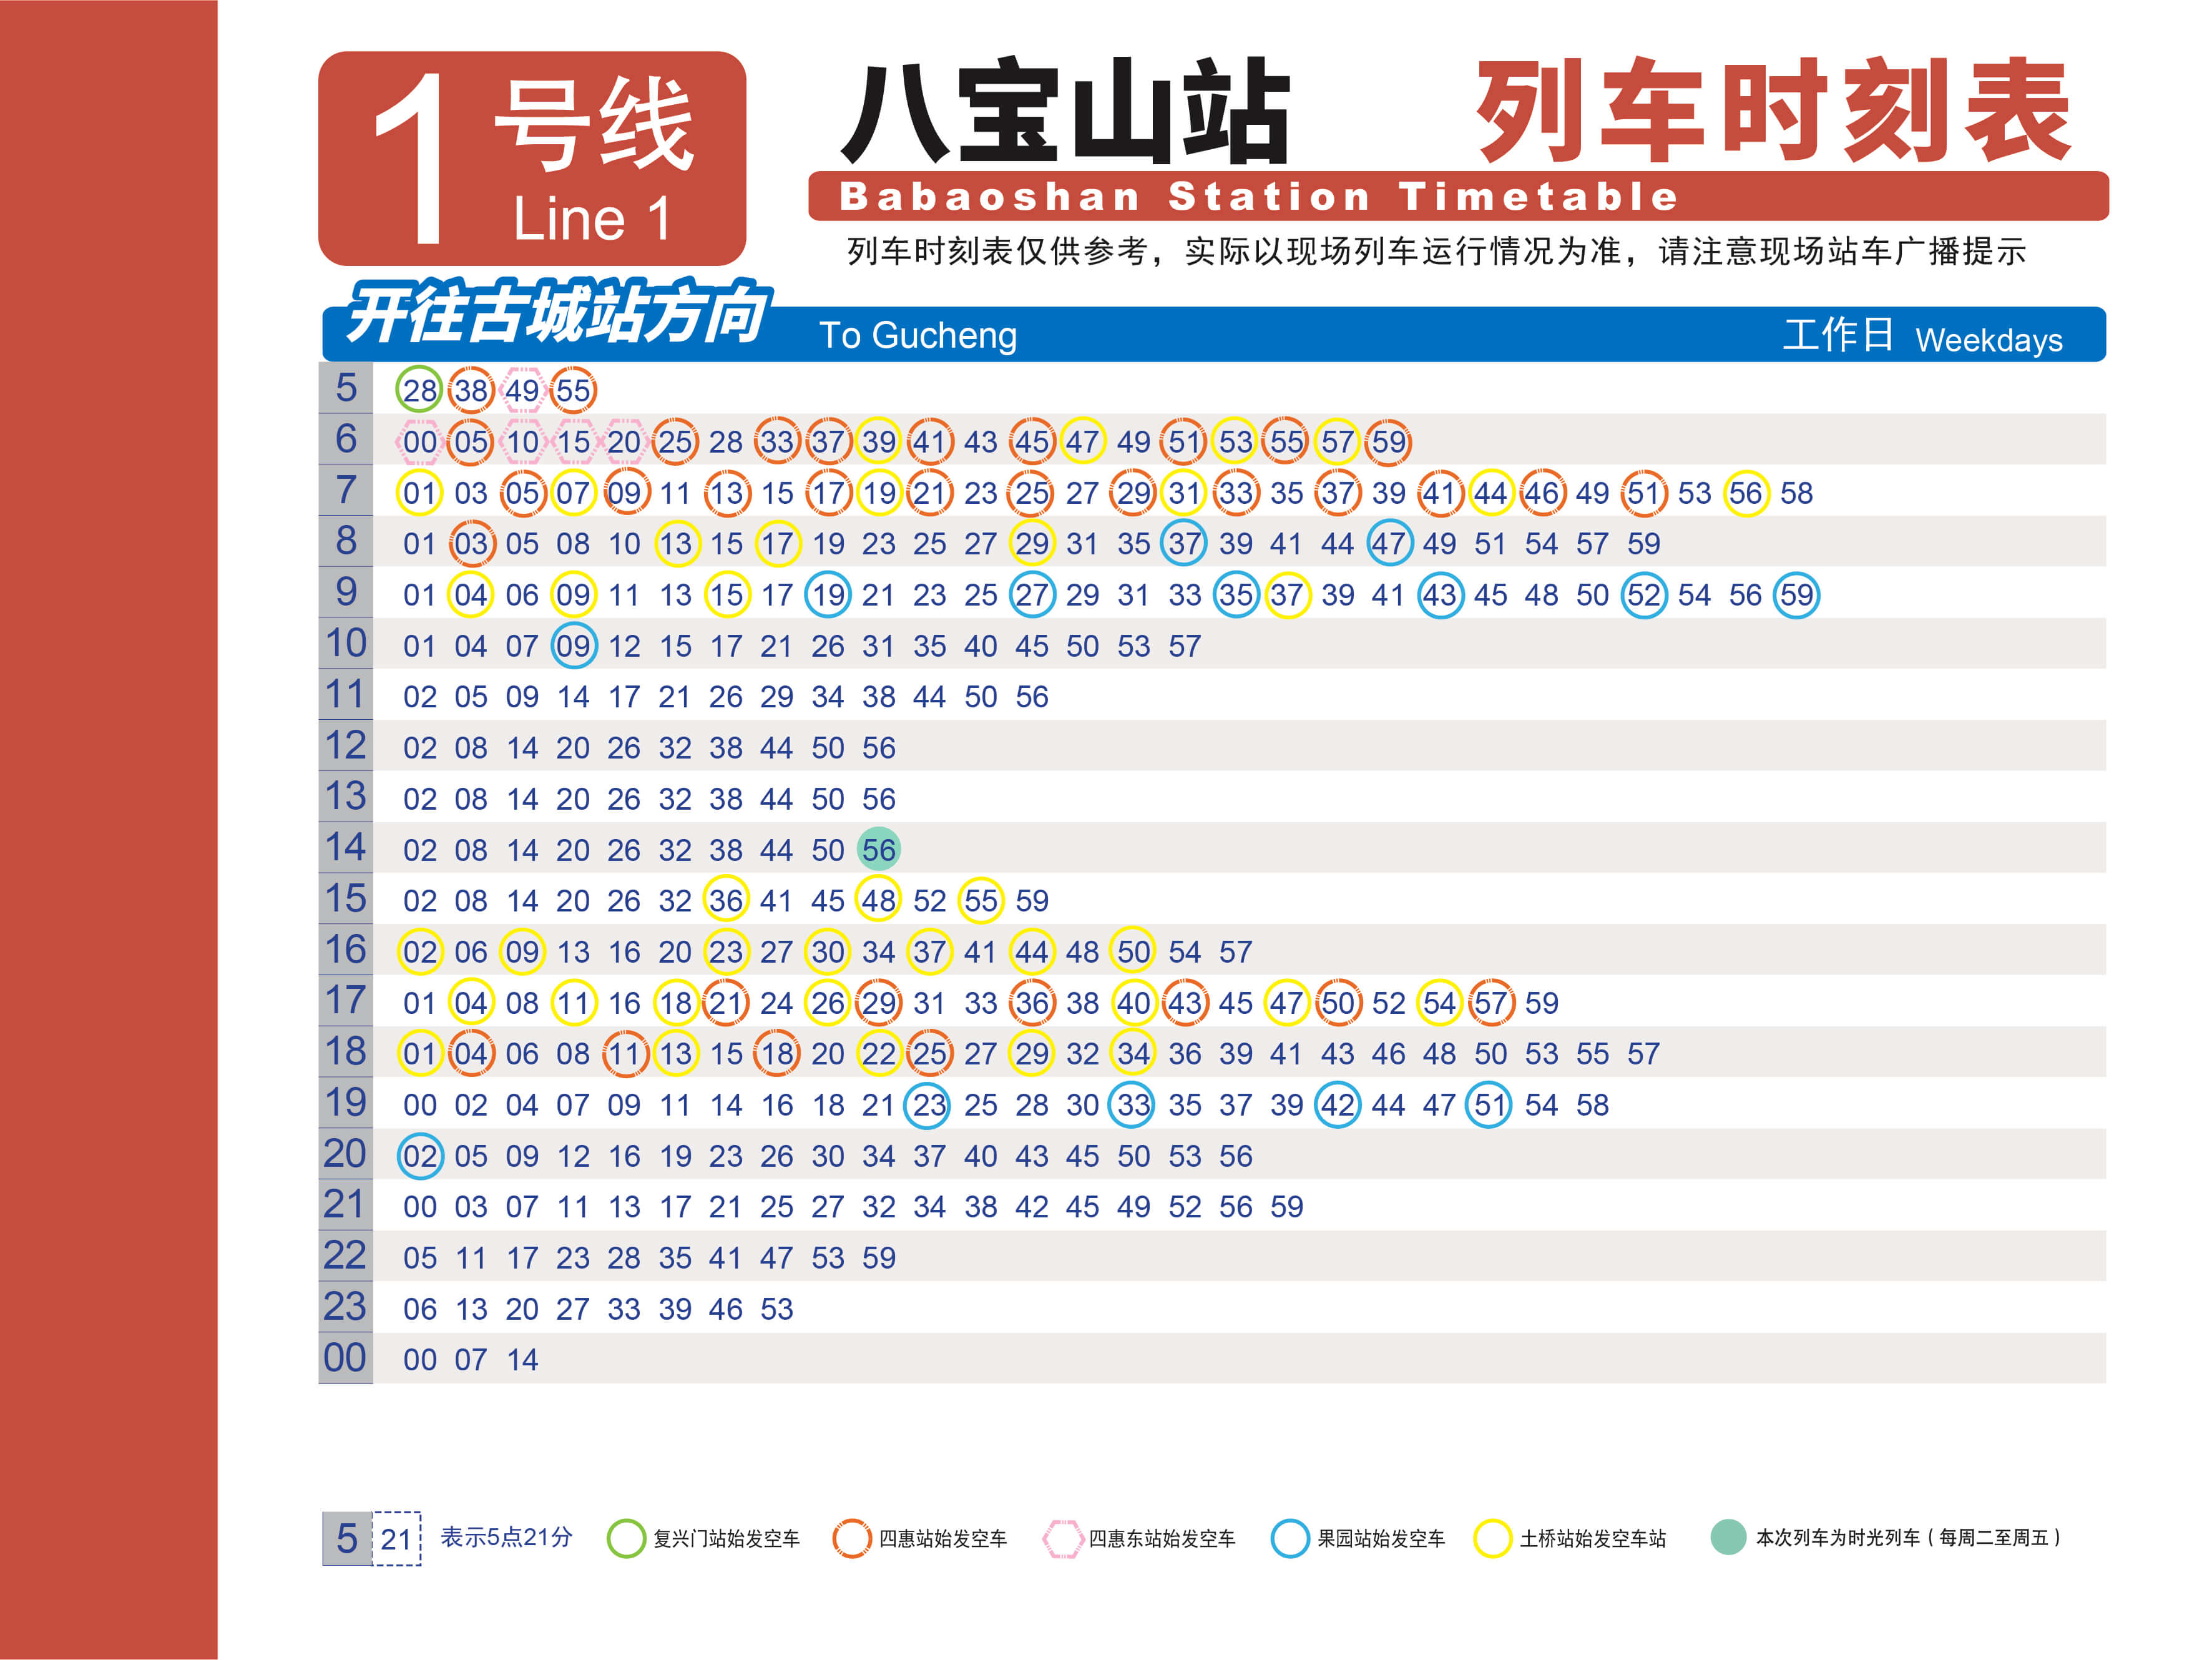 1号线
Line 1
八宝山站 列车时刻表
Babaoshan Station Timetable
列车时刻表仅供参考，实际以现场列车运行情况为准，请注意现场站车广播提示
开往古城站方向 To Gucheng 工作日 Weekdays
5 28 38 49 55
6 00 05 10 15 20 25 28 33 37 39 41 43 45 47 49 51 53 55 57 59
7 01 03 05 07 09 11 13 15 17 19 21 23 25 27 29 31 33 35 37 39 41 44 46 49 51 53 56 58
8 01 03 05 08 10 13 15 17 19 23 25 27 29 31 35 37 39 41 44 47 49 51 54 57 59
9 01 04 06 09 11 13 15 17 19 21 23 25 27 29 31 33 35 37 39 41 43 45 48 50 52 54 56 59
10 01 04 07 09 12 15 17 21 26 31 35 40 45 50 53 57
11 02 05 09 14 17 21 26 29 34 38 44 50 56
12 02 08 14 20 26 32 38 44 50 56
13 02 08 14 20 26 32 38 44 50 56
14 02 08 14 20 26 32 38 44 50 56
15 02 08 14 20 26 32 36 41 45 48 52 55 59
16 02 06 09 13 16 20 23 27 30 34 37 41 44 48 50 54 57
17 01 04 08 11 16 18 21 24 26 29 31 33 36 38 40 43 45 47 50 52 54 57 59
18 01 04 06 08 11 13 15 18 20 22 25 27 29 32 34 36 39 41 43 46 48 50 53 55 57
19 00 02 04 07 09 11 14 16 18 21 23 25 28 30 33 35 37 39 42 44 47 51 54 58
20 02 05 09 12 16 19 23 26 30 34 37 40 43 45 50 53 56
21 00 03 07 11 13 17 21 25 27 32 34 38 42 45 49 52 56 59
22 05 11 17 23 28 35 41 47 53 59
23 06 13 20 27 33 39 46 53
00 00 07 14
5 21 表示5点21分 复兴门站始发空车 四惠站始发空车 四惠东站始发空车 果园站始发空车 土桥站始发空车站 本次列车为时光列车（每周二至周五）